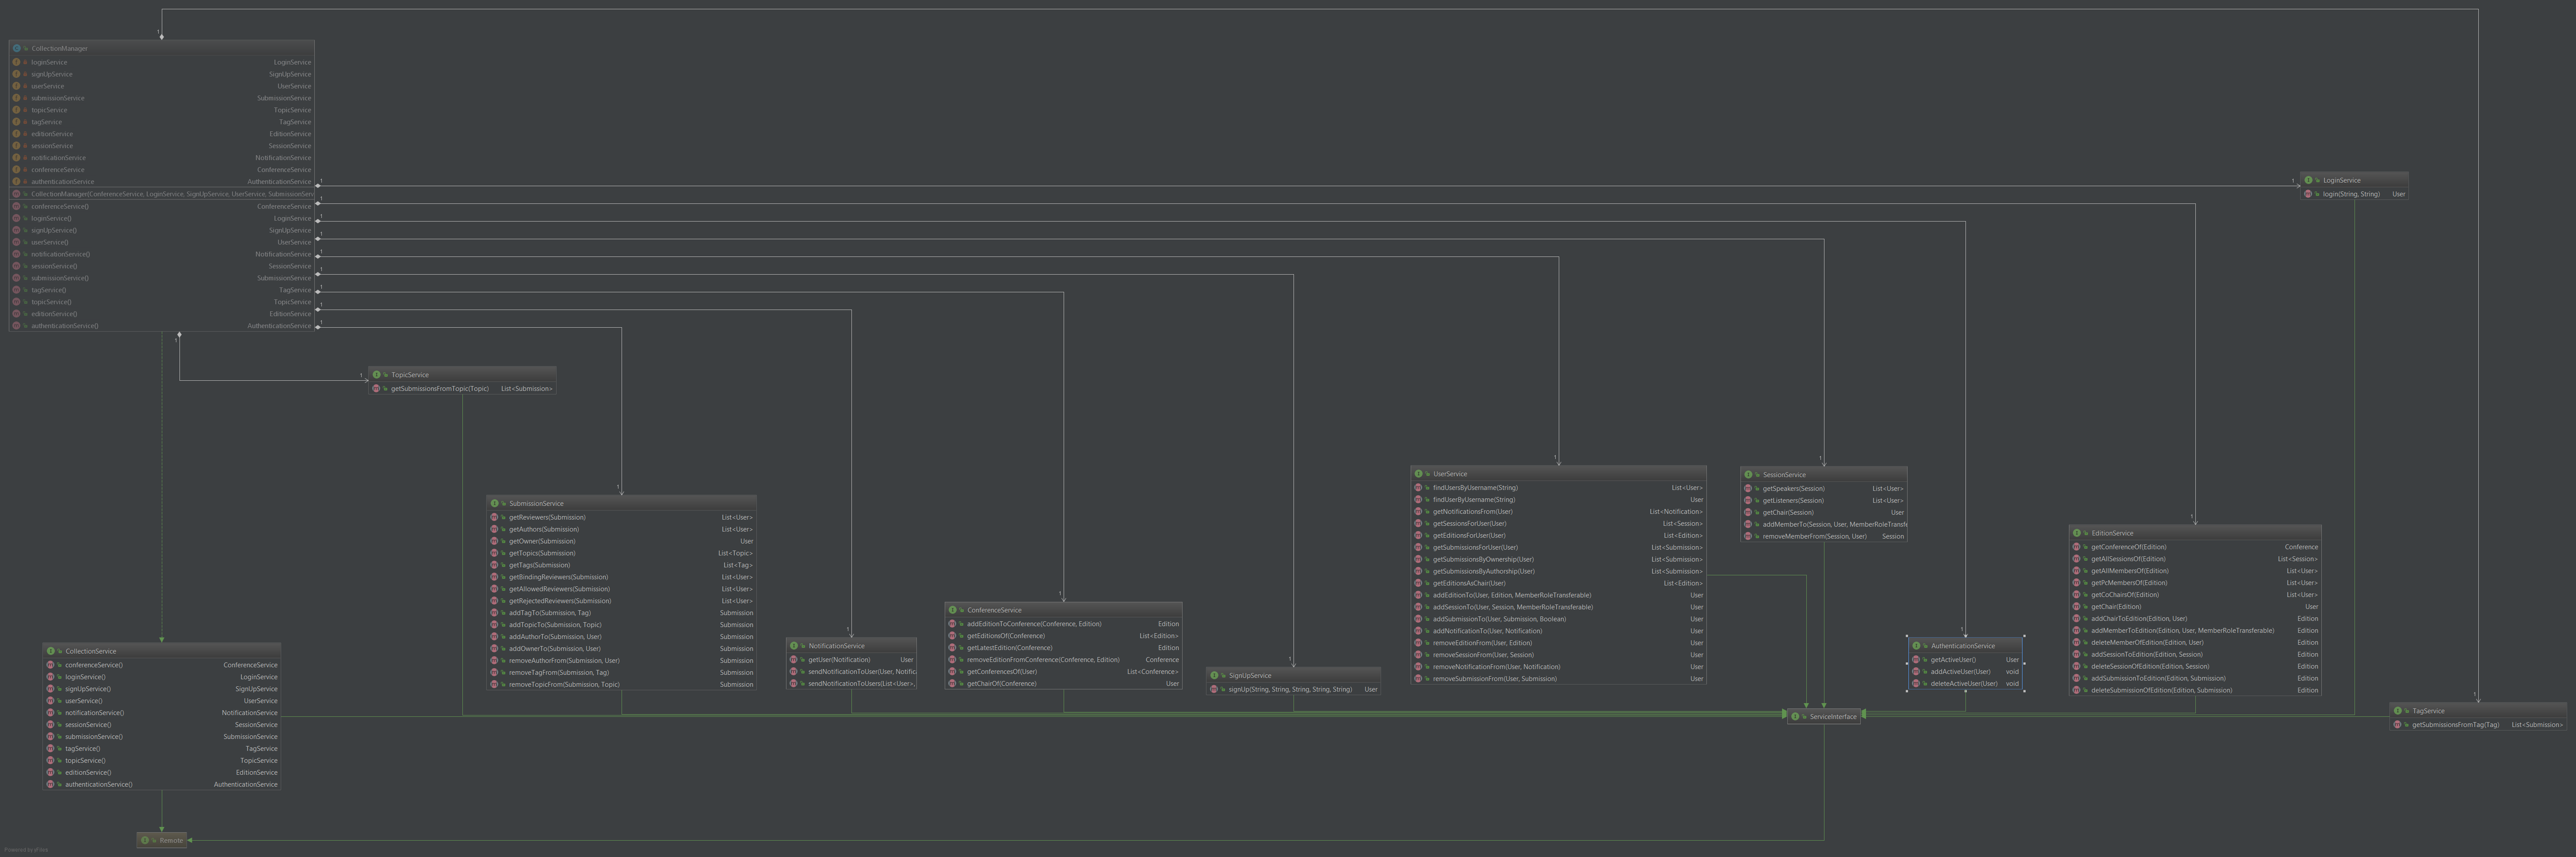 CollectionManager
loginService LoginService
signUpService SignUpService
userService UserService
submissionService SubmissionService
topicService TopicService
tagService TagService
editionService EditionService
sessionService SessionService
notificationService NotificationService
conferenceService ConferenceService
authenticationService AuthenticationService
CollectionManager(ConferenceService, LoginService, SignUpService, UserService, SubmissionServ
conferenceService() ConferenceService
loginService() LoginService
signUpService() SignUpService
userService() UserService
notificationService() NotificationService
sessionService() SessionService
submissionService() SubmissionService
tagService() TagService
topicService() TopicService
editionService() EditionService
authenticationService() AuthenticationService
LoginService
login(String, String) User
TopicService
getSubmissionsFromTopic(Topic) List<Submission>
SubmissionService
getReviewers(Submission) List<User>
getAuthors(Submission) List<User>
getOwner(Submission) User
getTopics(Submission) List<Topic>
getTags(Submission) List<Tag>
getBindingReviewers(Submission) List<User>
getAllowedReviewers(Submission) List<User>
getRejectedReviewers(Submission) List<User>
addTagTo(Submission, Tag) Submission
addTopicTo(Submission, Topic) Submission
addAuthorTo(Submission, User) Submission
addOwnerTo(Submission, User) Submission
removeAuthorFrom(Submission, User) Submission
removeTagFrom(Submission, Tag) Submission
removeTopicFrom(Submission, Topic) Submission
NotificationService
getUser(Notification) User
sendNotificationToUser(User, Notific
sendNotificationToUsers(List<User>,
ConferenceService
addEditionToConference(Conference, Edition) Edition
getEditionsOf(Conference) List<Edition>
getLatestEdition(Conference) Edition
removeEditionFromConference(Conference, Edition) Conference
getConferencesOf(User) List<Conference>
getChairOf(Conference) User
SignUpService
signUp(String, String, String, String, String) User
UserService
findUsersByUsername(String) List<User>
findUserByUsername(String) User
getNotificationsFrom(User) List<Notification>
getSessionsForUser(User) List<Session>
getEditionsForUser(User) List<Edition>
getSubmissionsForUser(User) List<Submission>
getSubmissionsByOwnership(User) List<Submission>
getSubmissionsByAuthorship(User) List<Submission>
getEditionsAsChair(User) List<Edition>
addEditionTo(User, Edition, MemberRoleTransferable) User
addSessionTo(User, Session, MemberRoleTransferable) User
addSubmissionTo(User, Submission, Boolean) User
addNotificationTo(User, Notification) User
removeEditionFrom(User, Edition) User
removeSessionFrom(User, Session) User
removeNotificationFrom(User, Notification) User
removeSubmissionFrom(User, Submission) User
SessionService
getSpeakers(Session) List<User>
getListeners(Session) List<User>
getChair(Session) User
addMemberTo(Session, User, MemberRoleTransfe
removeMemberFrom(Session, User) Session
AuthenticationService
getActiveUser() User
addActiveUser(User) void
deleteActiveUser(User) void
EditionService
getConferenceOf(Edition) Conference
getAllSessionsOf(Edition) List<Session>
getAllMembersOf(Edition) List<User>
getPcMembersOf(Edition) List<User>
getCoChairsOf(Edition) List<User>
getChair(Edition) User
addChairToEdition(Edition, User) Edition
addMemberToEdition(Edition, User, MemberRoleTransferable) Edition
deleteMemberOfEdition(Edition, User) Edition
addSessionToEdition(Edition, Session) Edition
deleteSessionOfEdition(Edition, Session) Edition
addSubmissionToEdition(Edition, Submission) Edition
deleteSubmissionOfEdition(Edition, Submission) Edition
CollectionService
conferenceService() ConferenceService
loginService() LoginService
signUpService() SignUpService
userService() UserService
notificationService() NotificationService
sessionService() SessionService
submissionService() SubmissionService
tagService() TagService
topicService() TopicService
editionService() EditionService
authenticationService() AuthenticationService
ServiceInterface
TagService
getSubmissionsFromTag(Tag) List<Submission>
Remote
Powered by yFiles